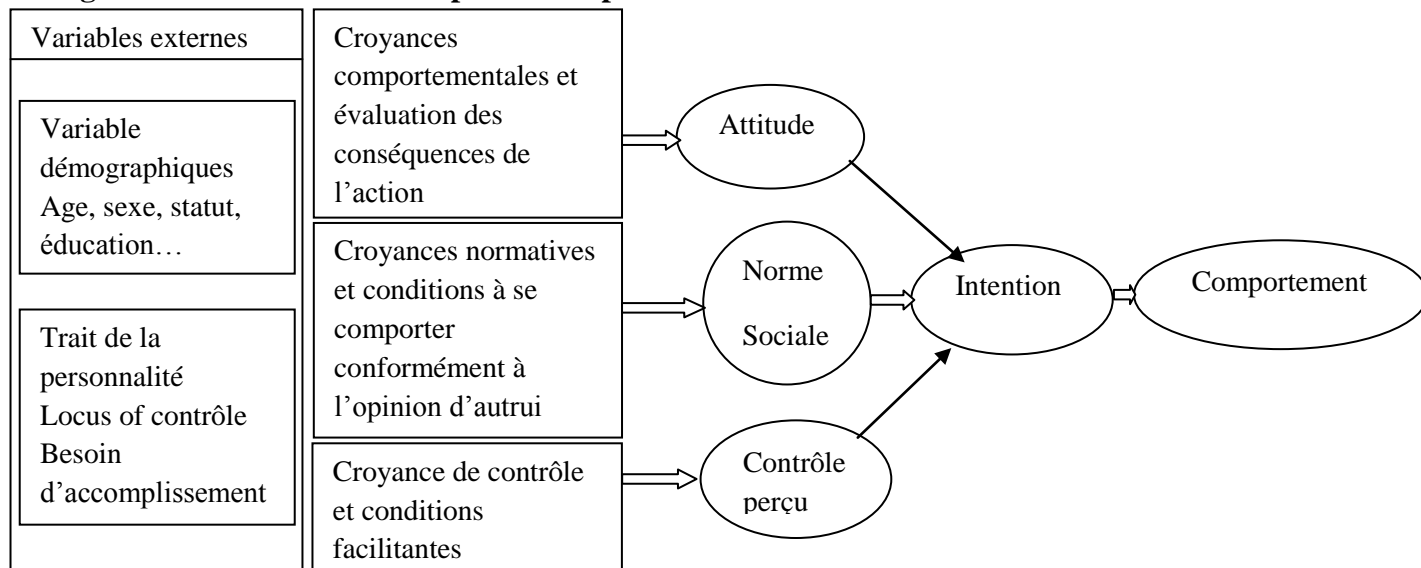 Variables externes
Variable
démographiques
Age, sexe, statut,
éducation…
Trait de la
personnalité
Locus of contrôle
Besoin
d’accomplissement
Croyances
comportementales et
évaluation des
conséquences de
l’action
Croyances normatives
et conditions à se
comporter
conformément à
l’opinion d’autrui
Croyance de contrôle
et conditions
facilitantes
Attitude
Norme
Sociale
Contrôle
perçu
Intention
Comportement